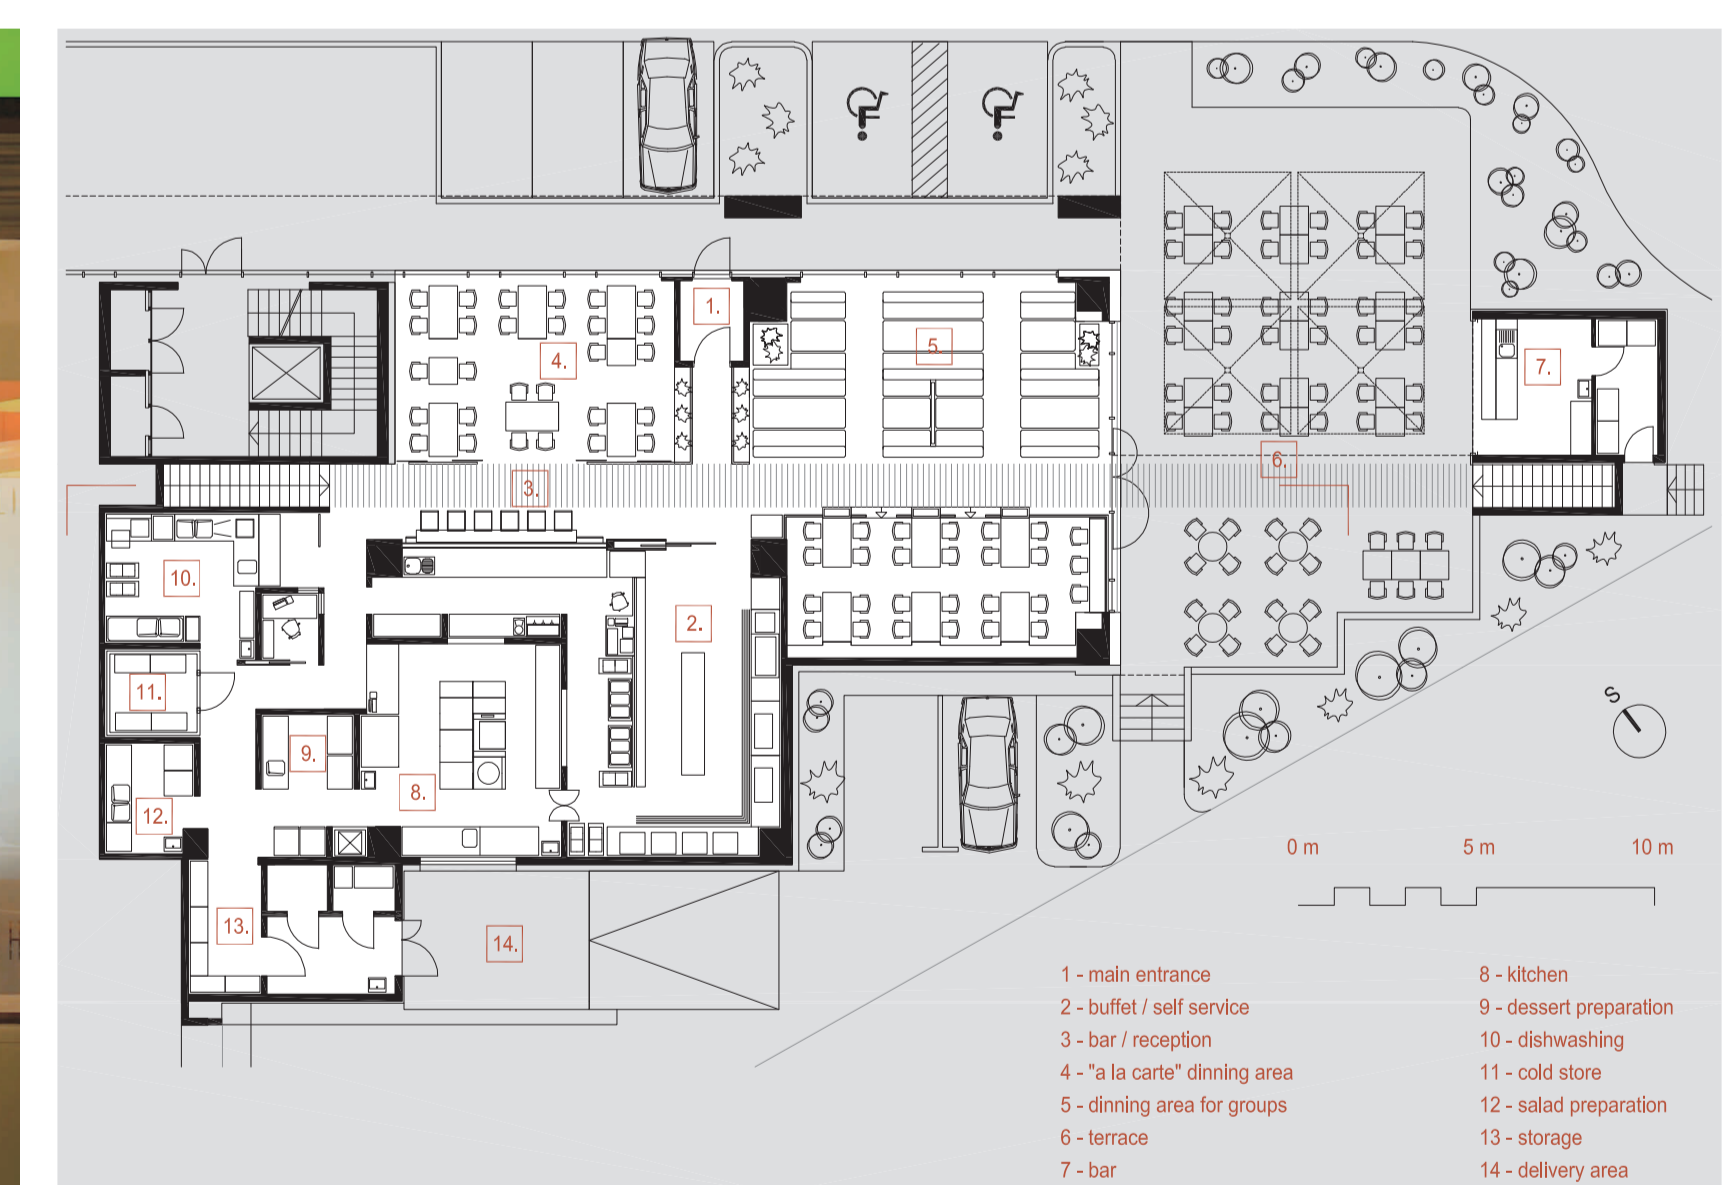 1.
4.
5.
7.
3.
6.
10.
2.
11.
9.
8.
12.
13.
14.
S
0 m 5 m 10 m
1 - main entrance
2 - buffet / self service
3 - bar / reception
4 - "a la carte" dinning area
5 - dinning area for groups
6 - terrace
7 - bar
8 - kitchen
9 - dessert preparation
10 - dishwashing
11 - cold store
12 - salad preparation
13 - storage
14 - delivery area